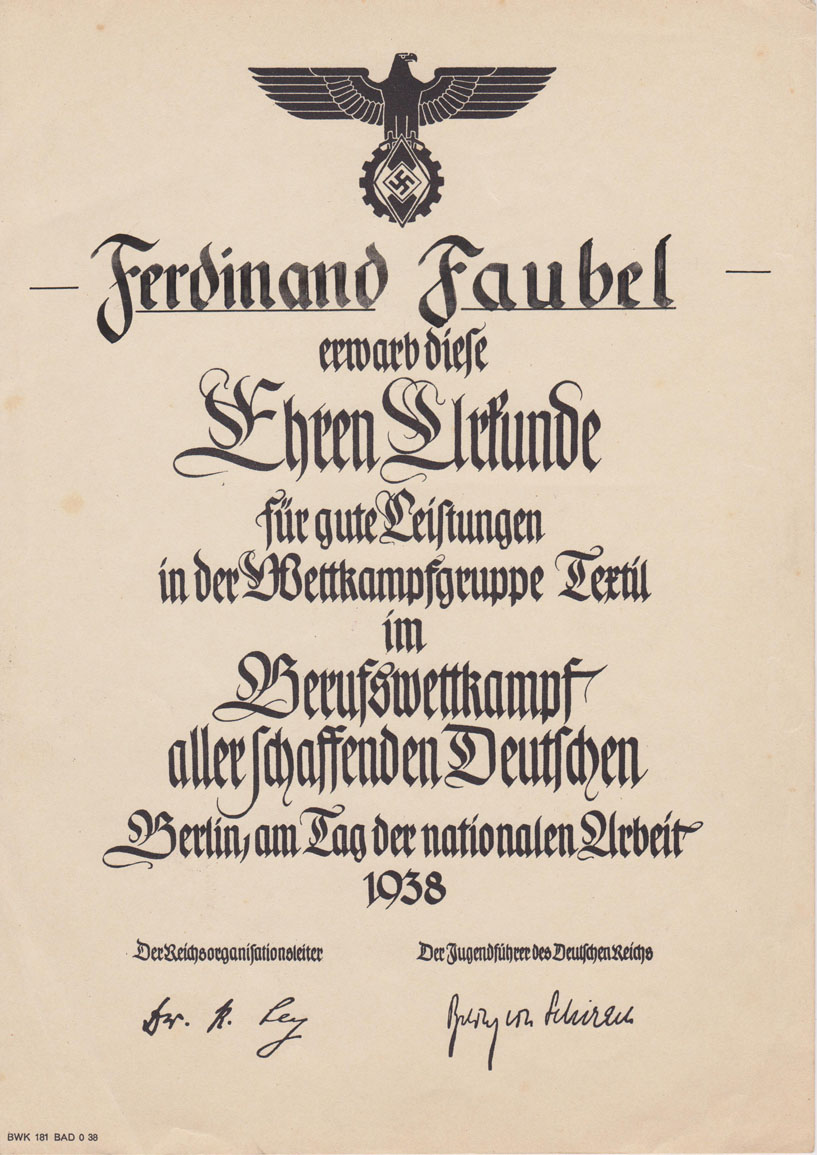 Ferdinand Faubel
erwarb diese
Ehren Urkunde
für gute Leistungen
in der Wettkampfgruppe Textil
im
Berufswettkampf
aller schaffenden Deutschen
Berlin, am Tag der nationalen Arbeit
1938
Der Reichsorganisationsleiter Der Jugendführer des Deutschen Reichs
Dr. R. Ley Baldur von Schirach
BWK 181 BAD 0 38